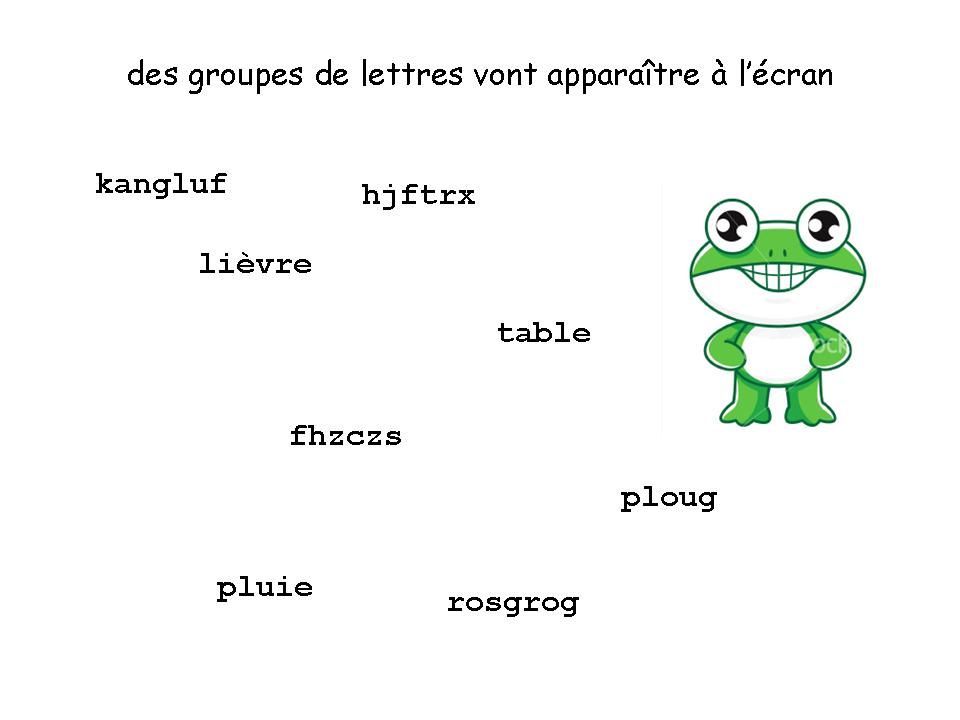 des groupes de lettres vont apparaître à l'écran
kangluf
hjftrx
lièvre
table
fhzczs
ploug
pluie
rosgrog